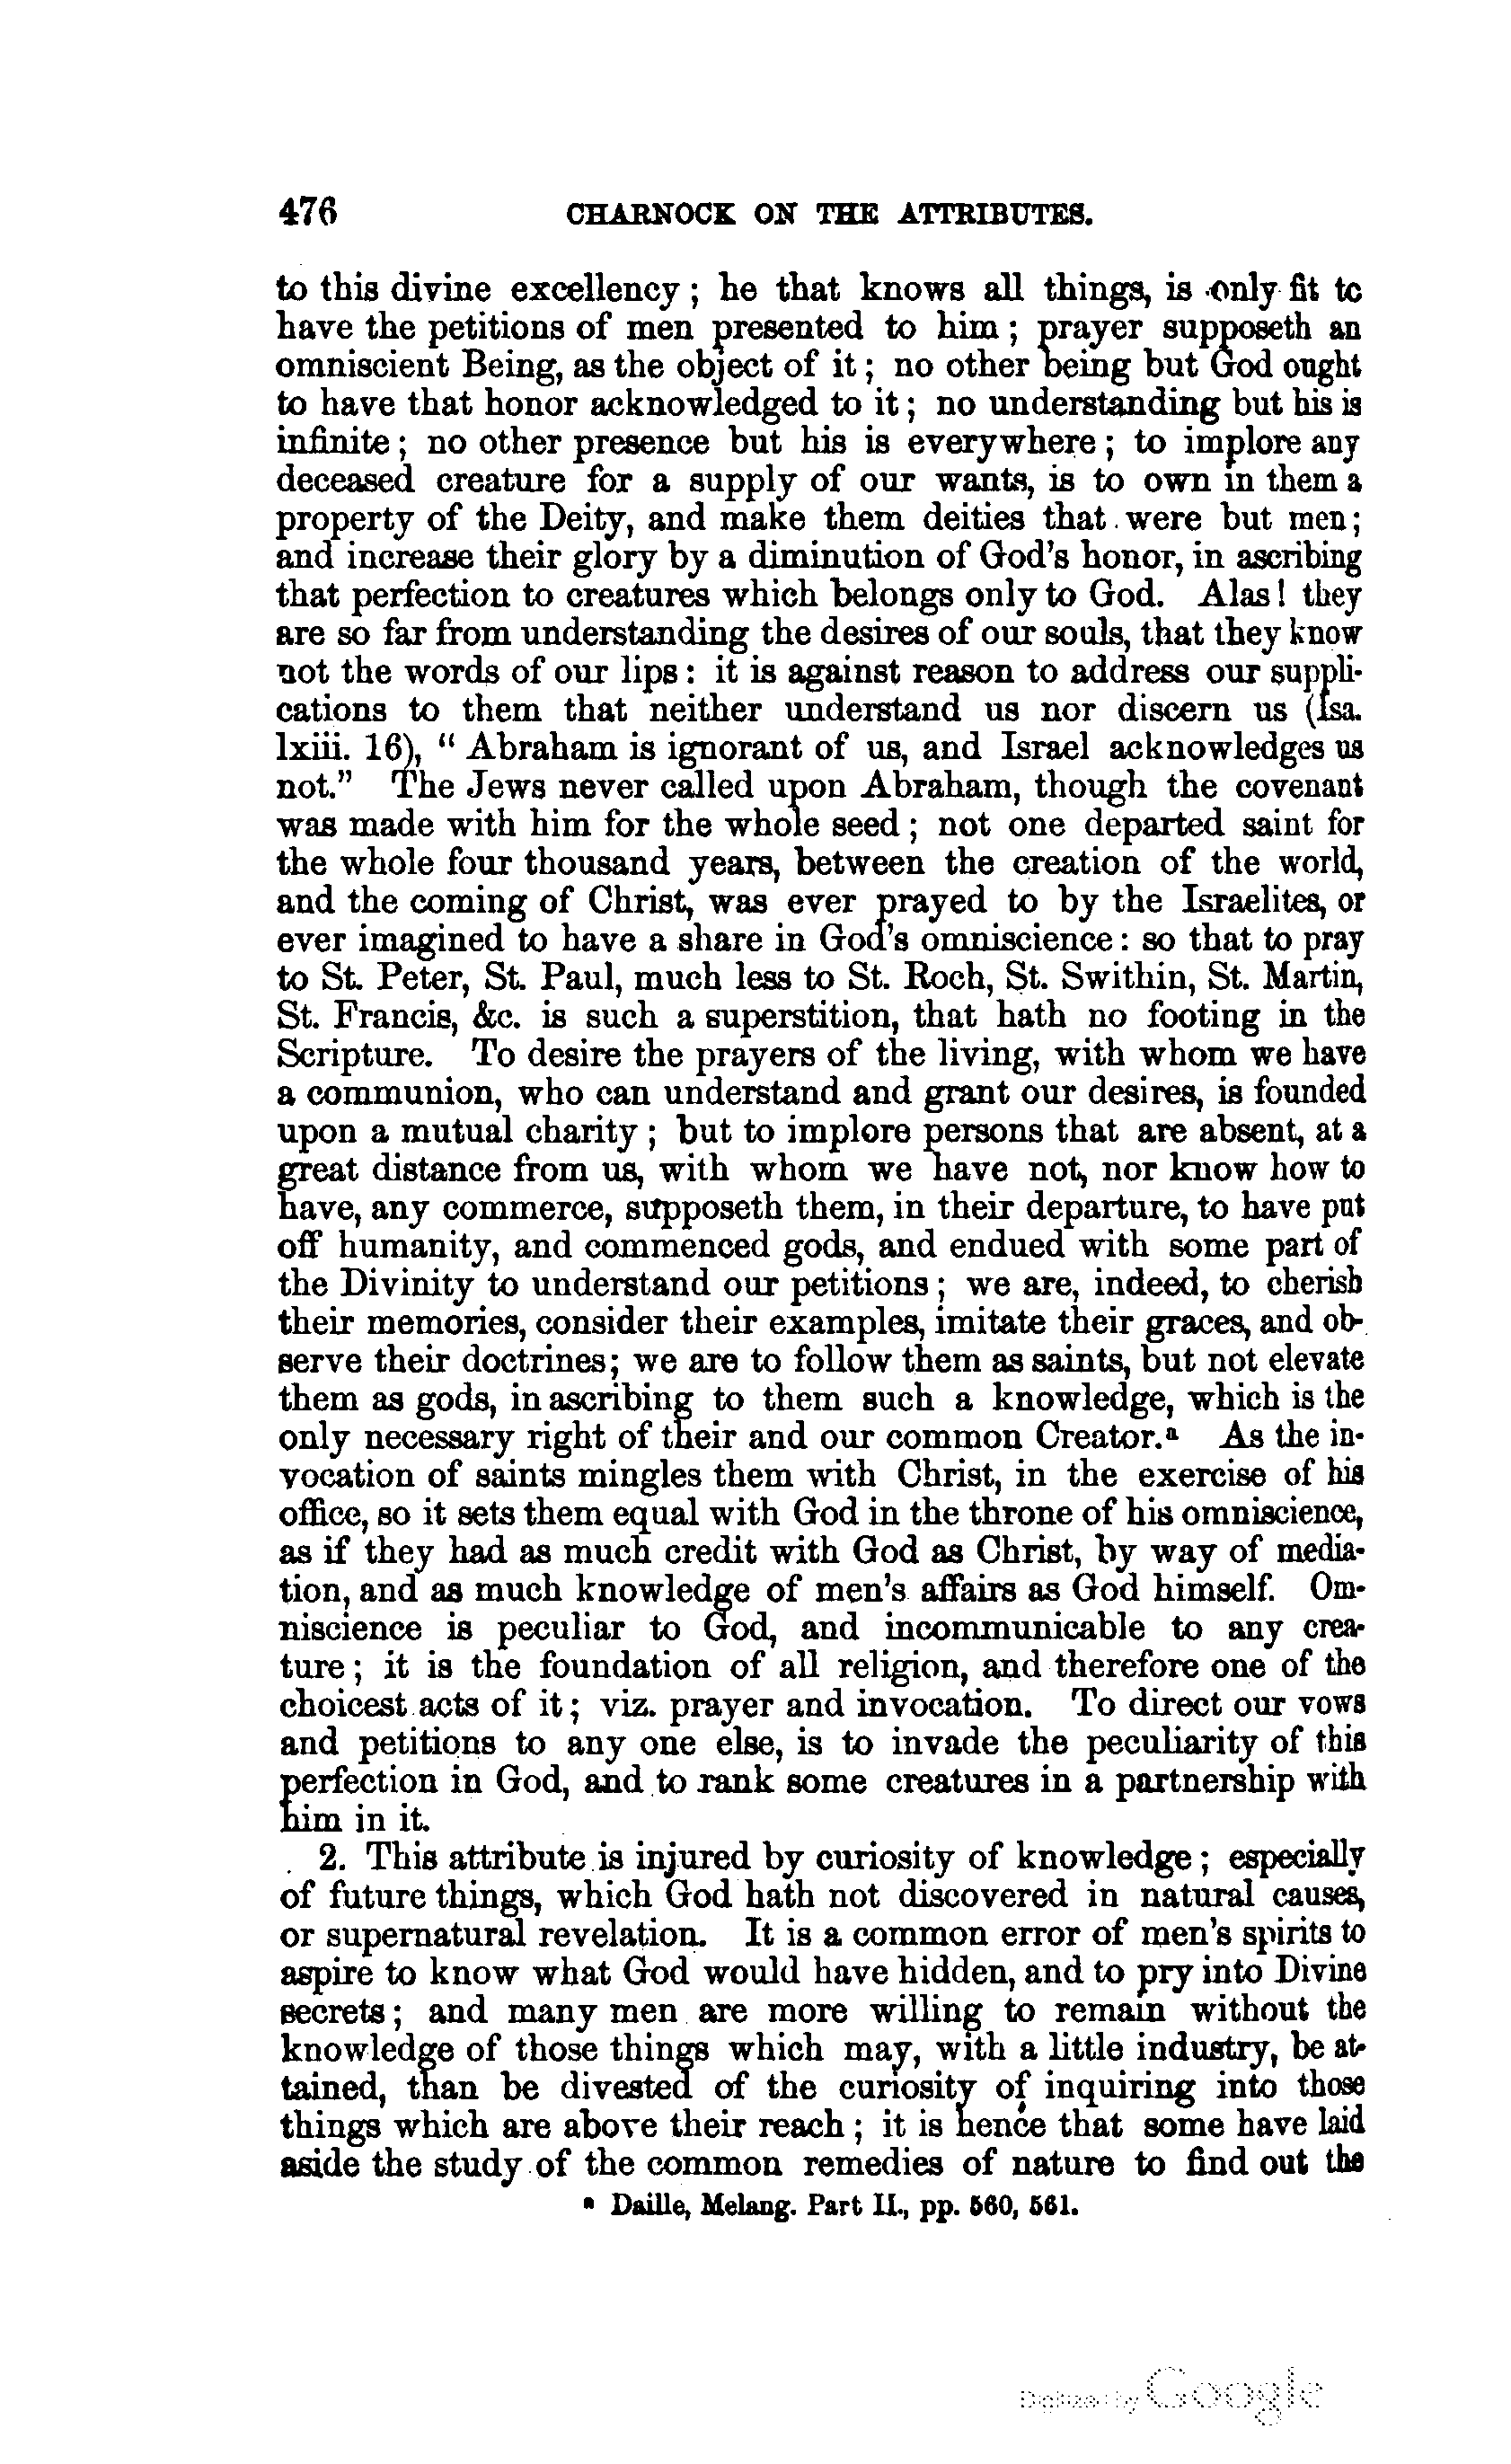 476 CHARNOCK ON THE ATTRIBUTES.
to this divine excellency; he that knows all things, is only fit to
have the petitions of men presented to him; prayer supposeth an
omniscient Being, as the object of it; no other being but God ought
to have that honor acknowledged to it; no understanding but his is
infinite; no other presence but his is everywhere; to implore any
deceased creature for a supply of our wants, is to own in them a
property of the Deity, and make them deities that were but men;
and increase their glory by a diminution of God's honor, in ascribing
that perfection to creatures which belongs only to God. Alas! they
are so far from understanding the desires of our souls, that they know
not the words of our lips: it is against reason to address our suppli-
cations to them that neither understand us nor discern us (Isa.
lxiii. 16), “ Abraham is ignorant of us, and Israel acknowledges us
not.” The Jews never called upon Abraham, though the covenant
was made with him for the whole seed; not one departed saint for
the whole four thousand years, between the creation of the world,
and the coming of Christ, was ever prayed to by the Israelites, or
ever imagined to have a share in God's omniscience: so that to pray
to St. Peter, St. Paul, much less to St. Roch, St. Swithin, St. Martin,
St. Francis, &c. is such a superstition, that hath no footing in the
Scripture. To desire the prayers of the living, with whom we have
a communion, who can understand and grant our desires, is founded
upon a mutual charity; but to implore persons that are absent, at a
great distance from us, with whom we have not, nor know how to
have, any commerce, supposeth them, in their departure, to have put
off humanity, and commenced gods, and endued with some part of
the Divinity to understand our petitions; we are, indeed, to cherish
their memories, consider their examples, imitate their graces, and ob-
serve their doctrines; we are to follow them as saints, but not elevate
them as gods, in ascribing to them such a knowledge, which is the
only necessary right of their and our common Creator.ⁿ As the in-
vocation of saints mingles them with Christ, in the exercise of his
office, so it sets them equal with God in the throne of his omniscience,
as if they had as much credit with God as Christ, by way of media-
tion, and as much knowledge of men's affairs as God himself. Om-
niscience is peculiar to God, and incommunicable to any crea-
ture; it is the foundation of all religion, and therefore one of the
choicest acts of it; viz. prayer and invocation. To direct our vows
and petitions to any one else, is to invade the peculiarity of this
perfection in God, and to rank some creatures in a partnership with
him in it.
2. This attribute is injured by curiosity of knowledge; especially
of future things, which God hath not discovered in natural causes,
or supernatural revelation. It is a common error of men's spirits to
aspire to know what God would have hidden, and to pry into Divine
secrets; and many men are more willing to remain without the
knowledge of those things which may, with a little industry, be at-
tained, than be divested of the curiosity of inquiring into those
things which are above their reach; it is hence that some have laid
aside the study of the common remedies of nature to find out the
ⁿ Daille, Melang. Part II., pp. 560, 561.
Digitized by Google